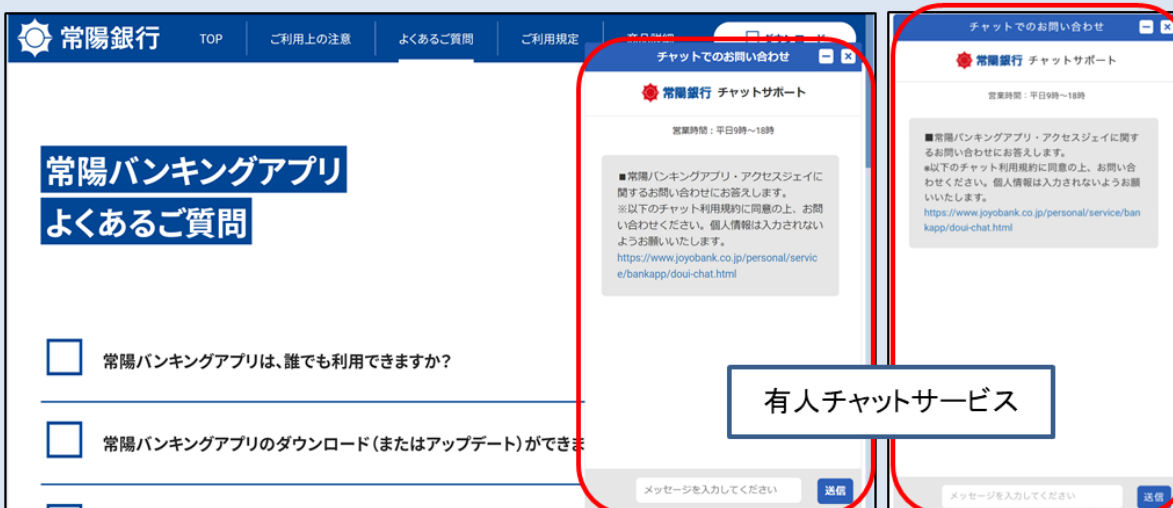 常陽銀行
TOP
ご利用上の注意
よくあるご質問
ご利用規定
常陽バンキングアプリ
よくあるご質問
常陽バンキングアプリは、誰でも利用できますか?
常陽バンキングアプリのダウンロード(またはアップデート)ができま
チャットでのお問い合わせ
常陽銀行 チャットサポート
営業時間:平日9時~18時
■常陽バンキングアプリ・アクセスジェイに
関するお問い合わせにお答えします。
※以下のチャット利用規約に同意の上、お問
い合わせください。個人情報は入力されない
ようお願いいたします。
https://www.joyobank.co.jp/personal/servic
e/bankapp/doui-chat.html
メッセージを入力してください
送信
チャットでのお問い合わせ
常陽銀行 チャットサポート
営業時間:平日9時~18時
■常陽バンキングアプリ・アクセスジェイに関す
るお問い合わせにお答えします。
※以下のチャット利用規約に同意の上、お問い合
わせください。個人情報は入力されないようお願
いいたします。
https://www.joyobank.co.jp/personal/service/ban
kapp/doui-chat.html
メッセージを入力してください
送信
有人チャットサービス